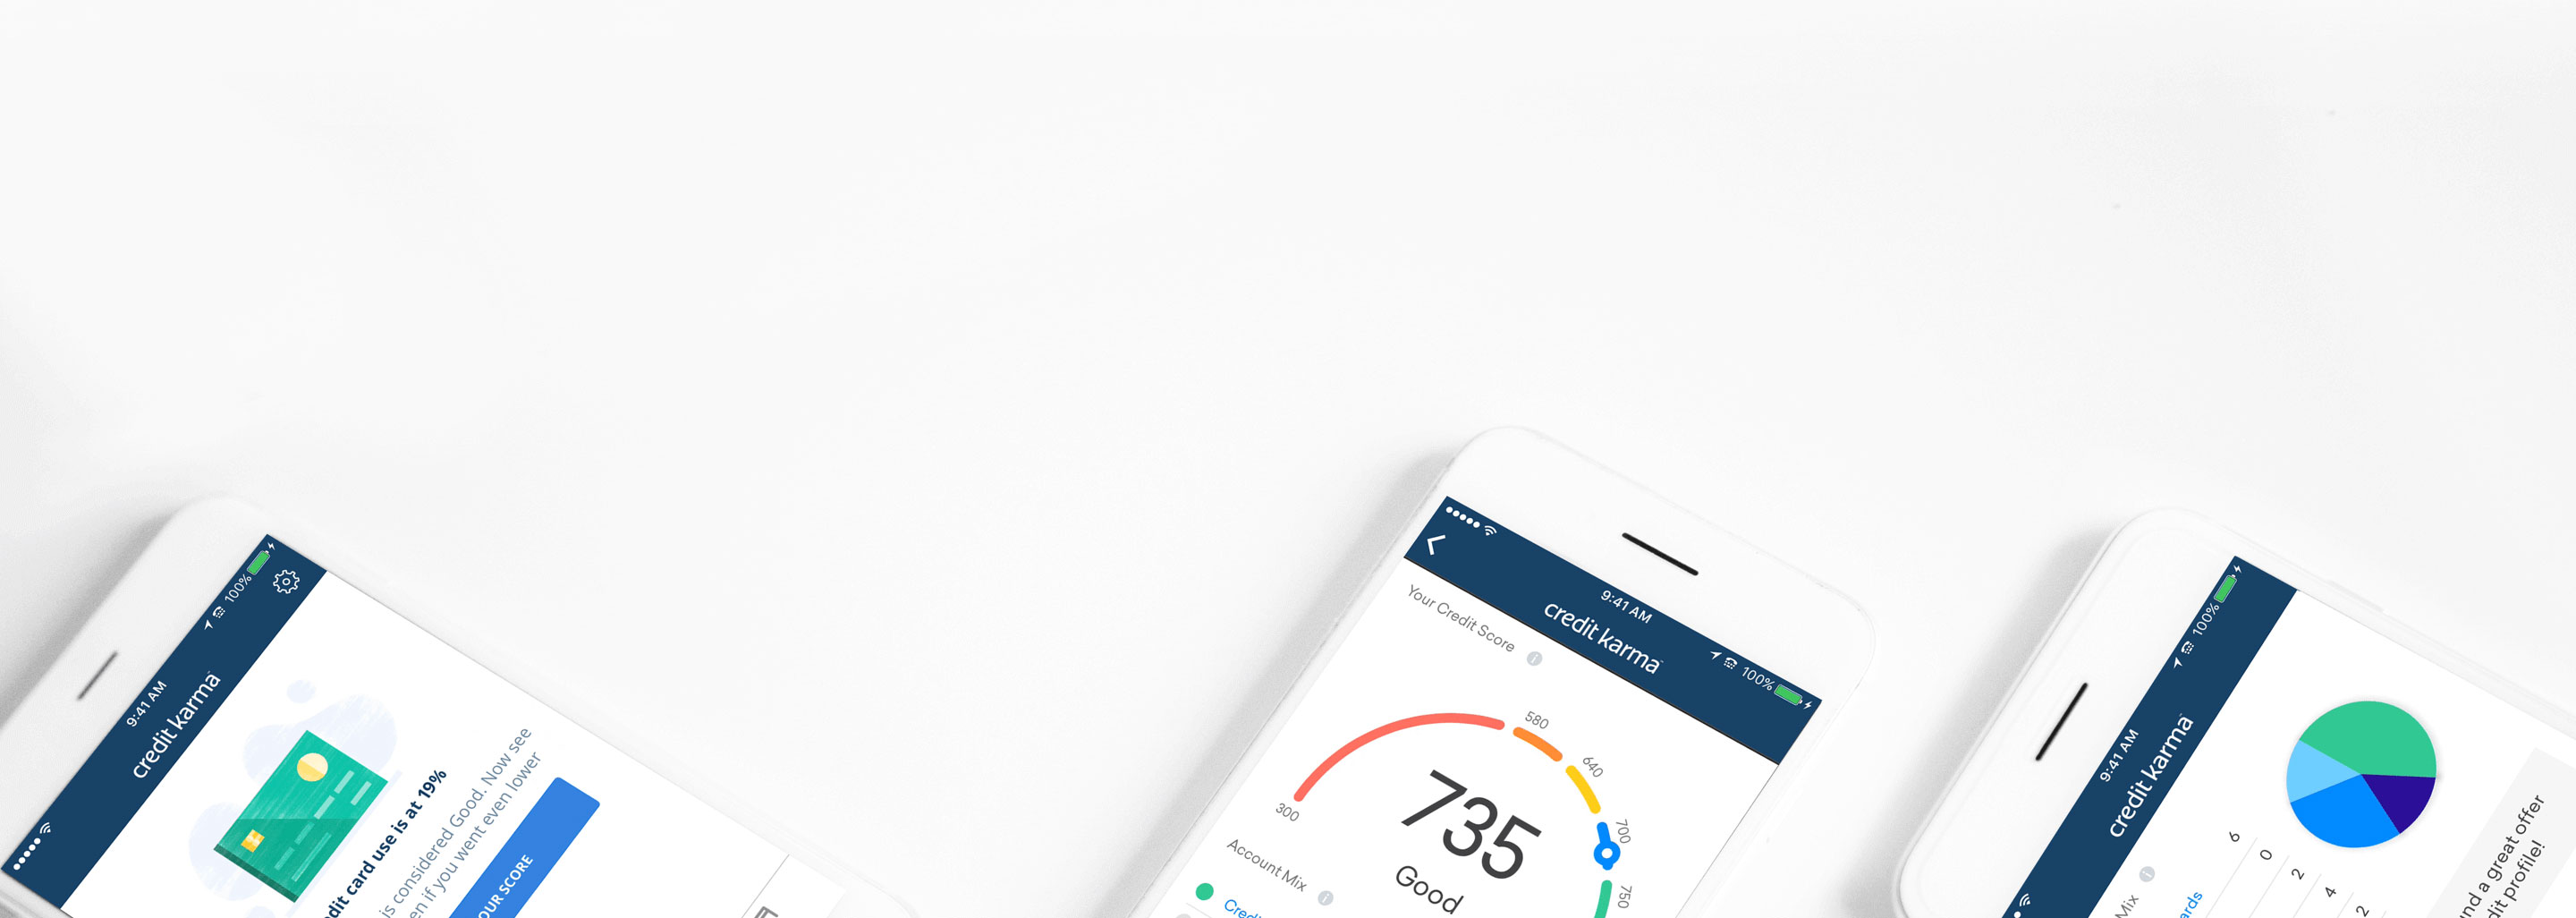 100%
9:41 AM
credit karma
dit card use is at 19%
is considered Good. Now see
en if you went even lower
OUR SCORE
9:41 AM
100%
credit karma
Your Credit Score
300
580
640
700
750
735
Good
Account Mix
Credi
100%
9:41 AM
credit karma
Mix
ards
6
0
2
4
2
nd a great offer
dit profile!